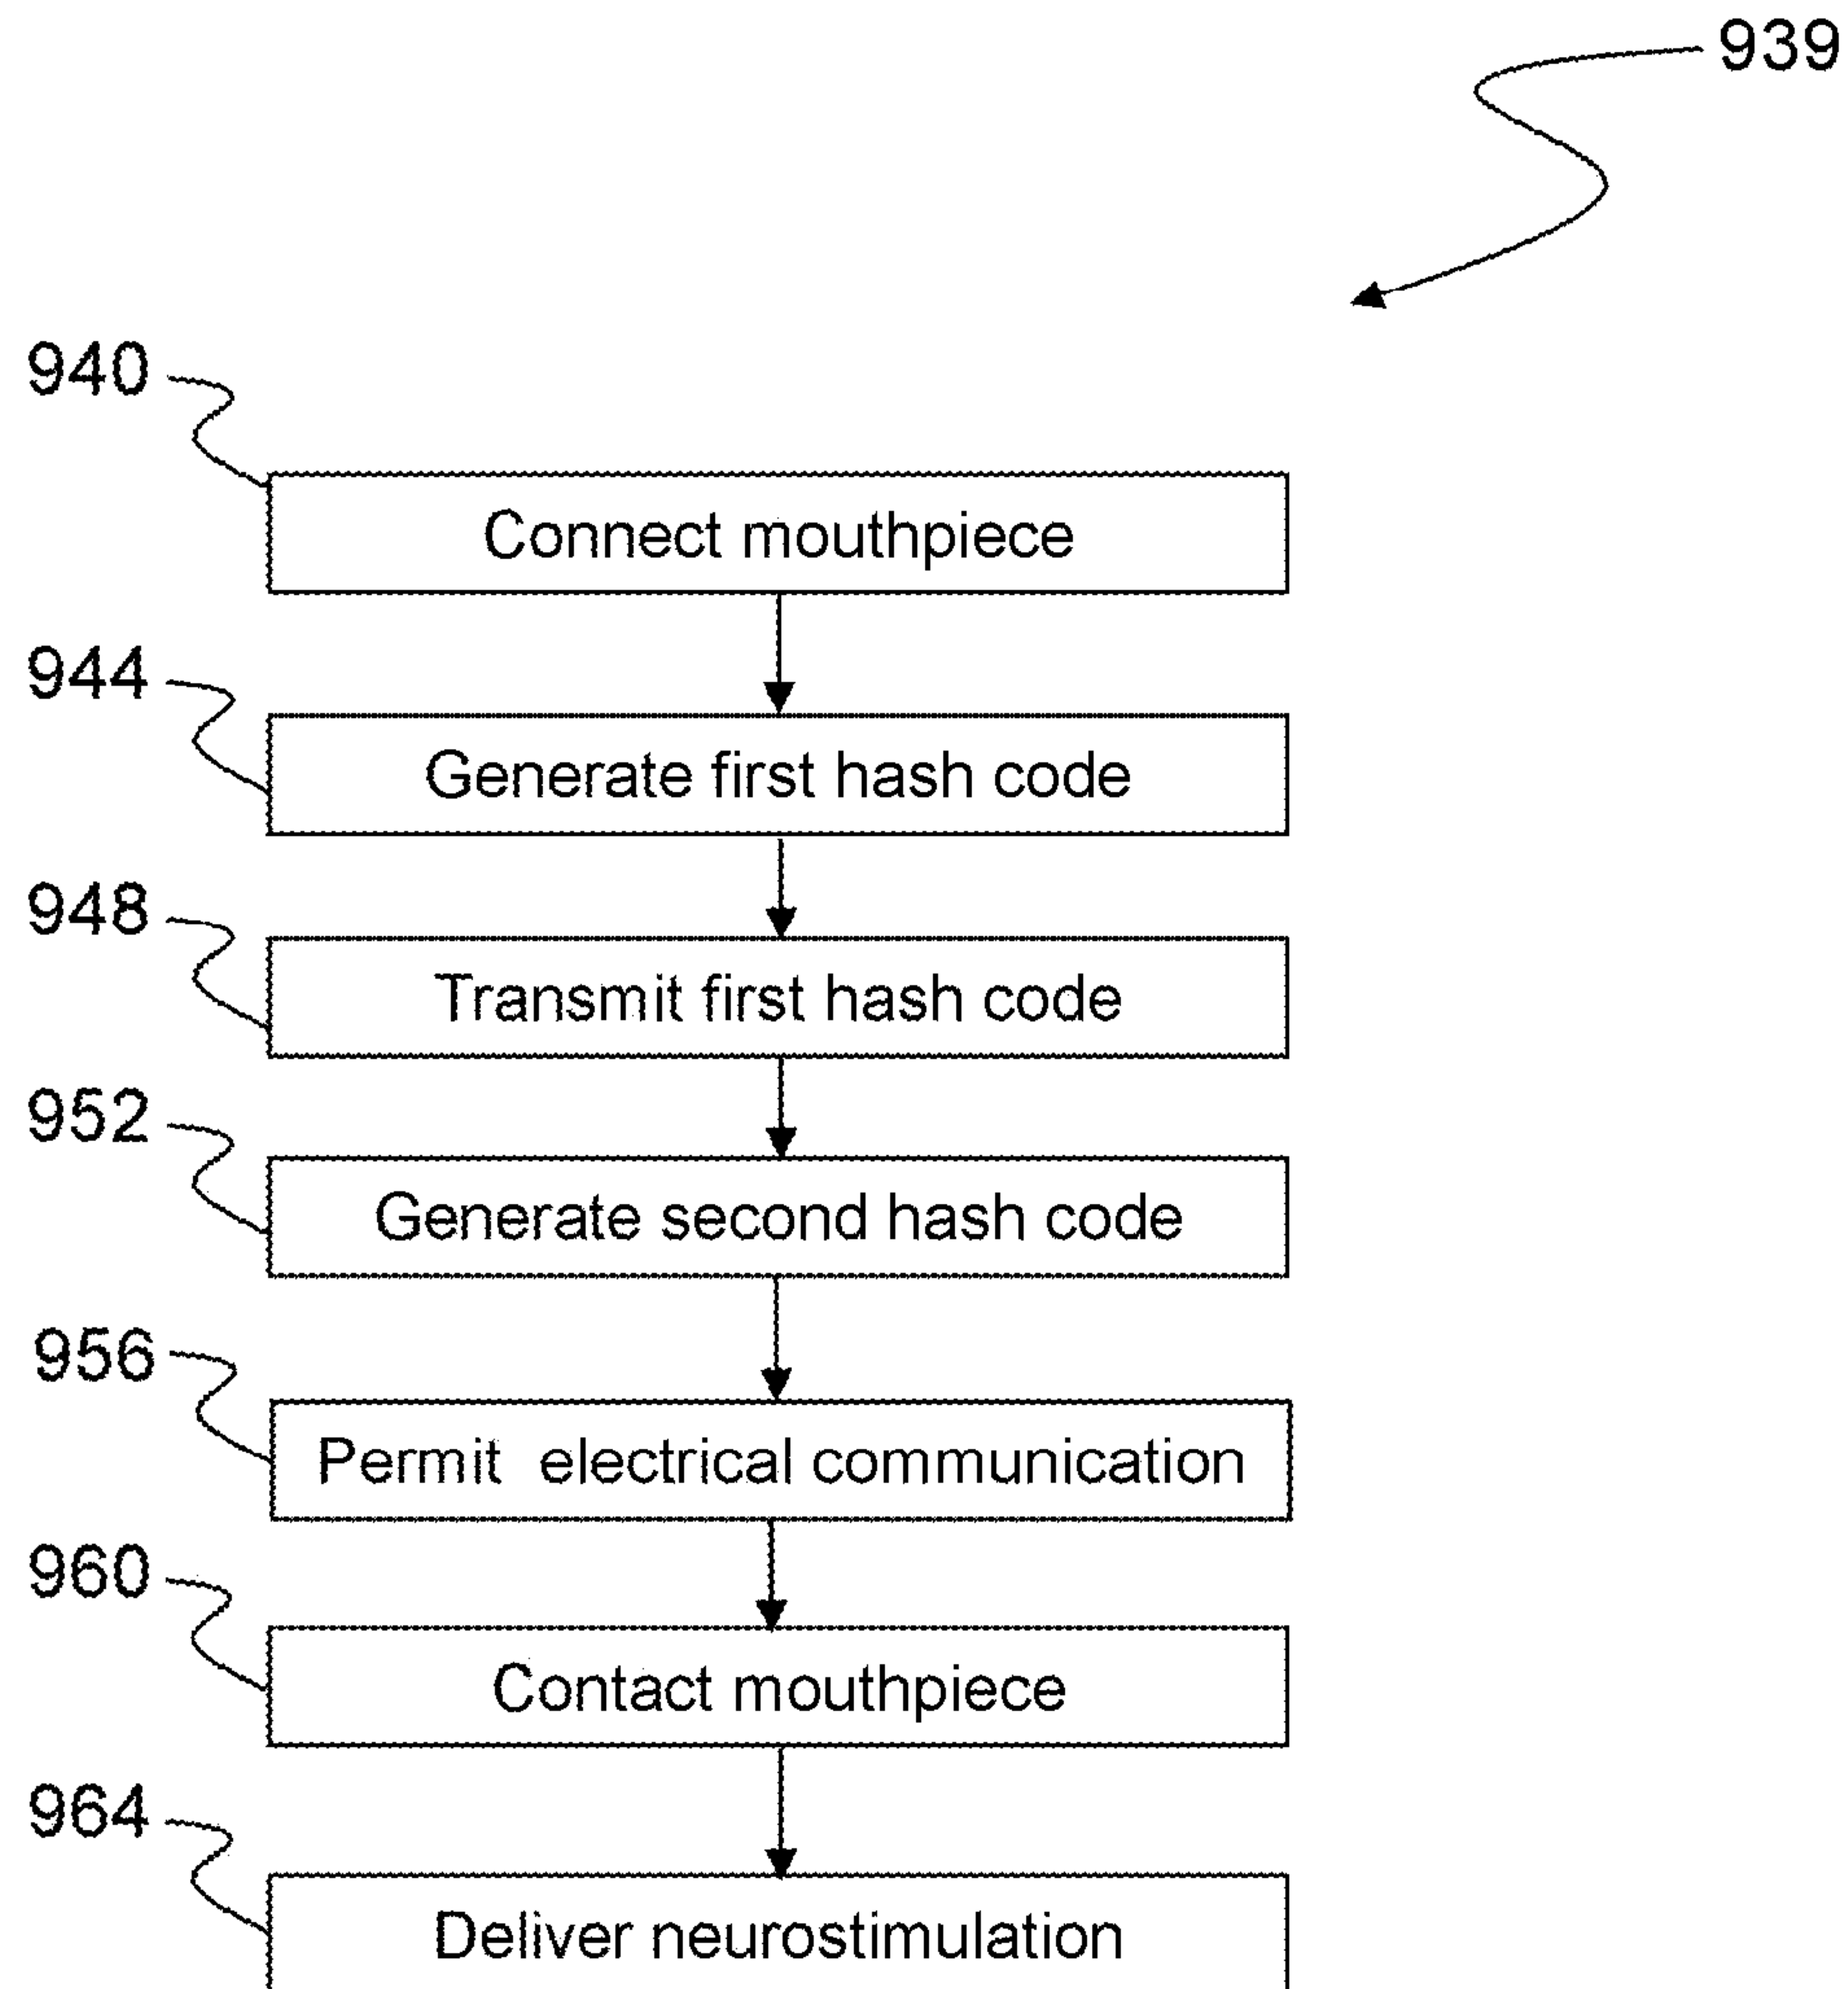 939
940
Connect mouthpiece
944
Generate first hash code
948
Transmit first hash code
952
Generate second hash code
956
Permit electrical communication
960
Contact mouthpiece
964
Deliver neurostimulation